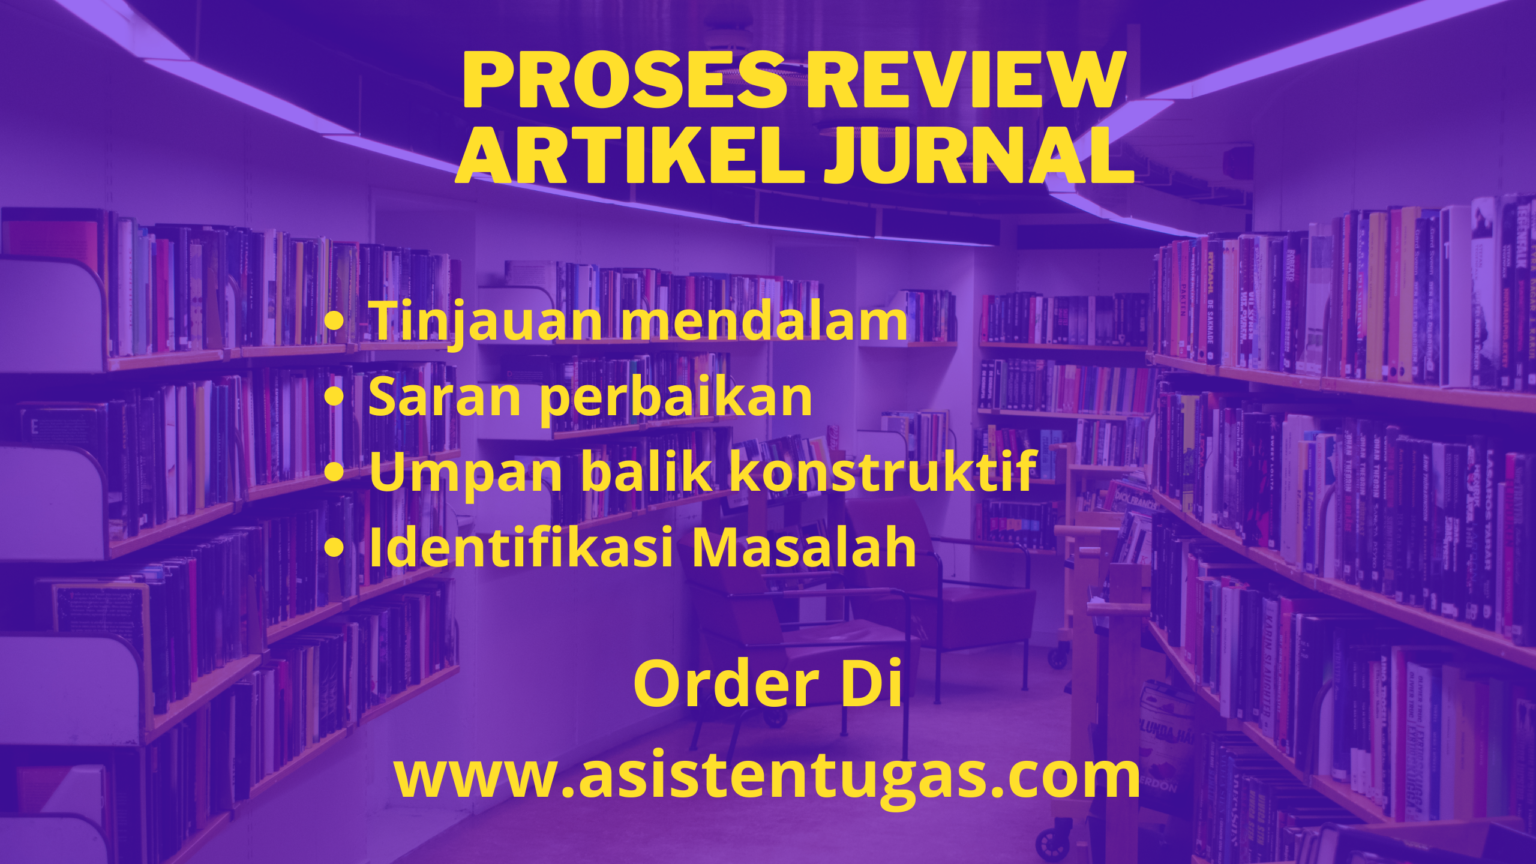 PROSES REVIEW
ARTIKEL JURNAL
• Tinjauan mendalam
• Saran perbaikan
• Umpan balik konstruktif
• Identifikasi Masalah
Order Di
www.asistentugas.com